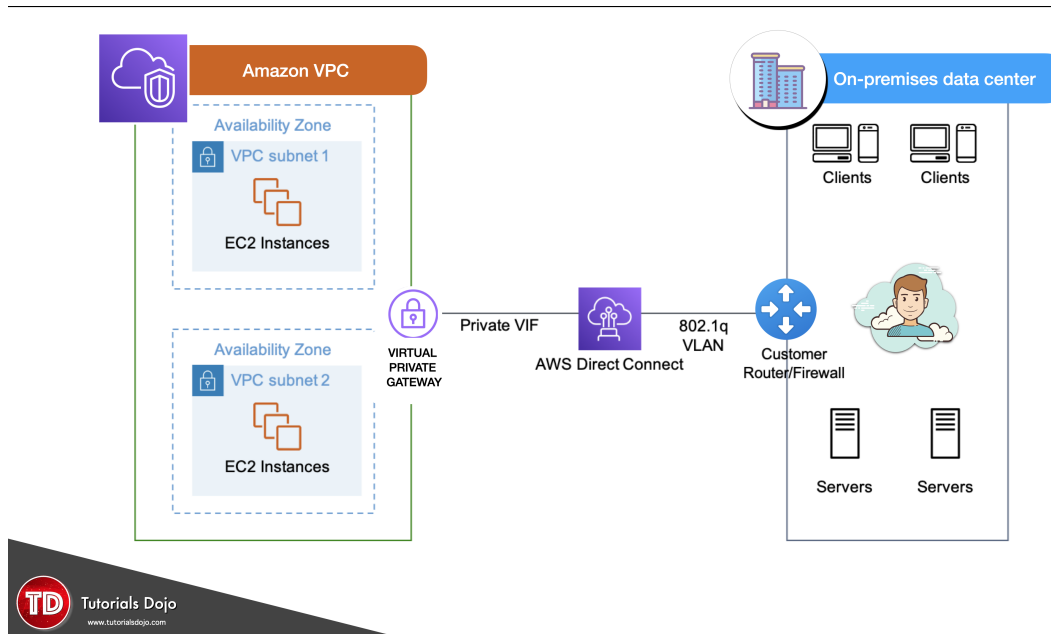 Amazon VPC
Availability Zone
VPC subnet 1
EC2 Instances
Availability Zone
VPC subnet 2
EC2 Instances
VIRTUAL
PRIVATE
GATEWAY
Private VIF
AWS Direct Connect
802.1q
VLAN
Customer
Router/Firewall
On-premises data center
Clients
Clients
Servers
Servers
TD
Tutorials Dojo
www.tutorialsdojo.com